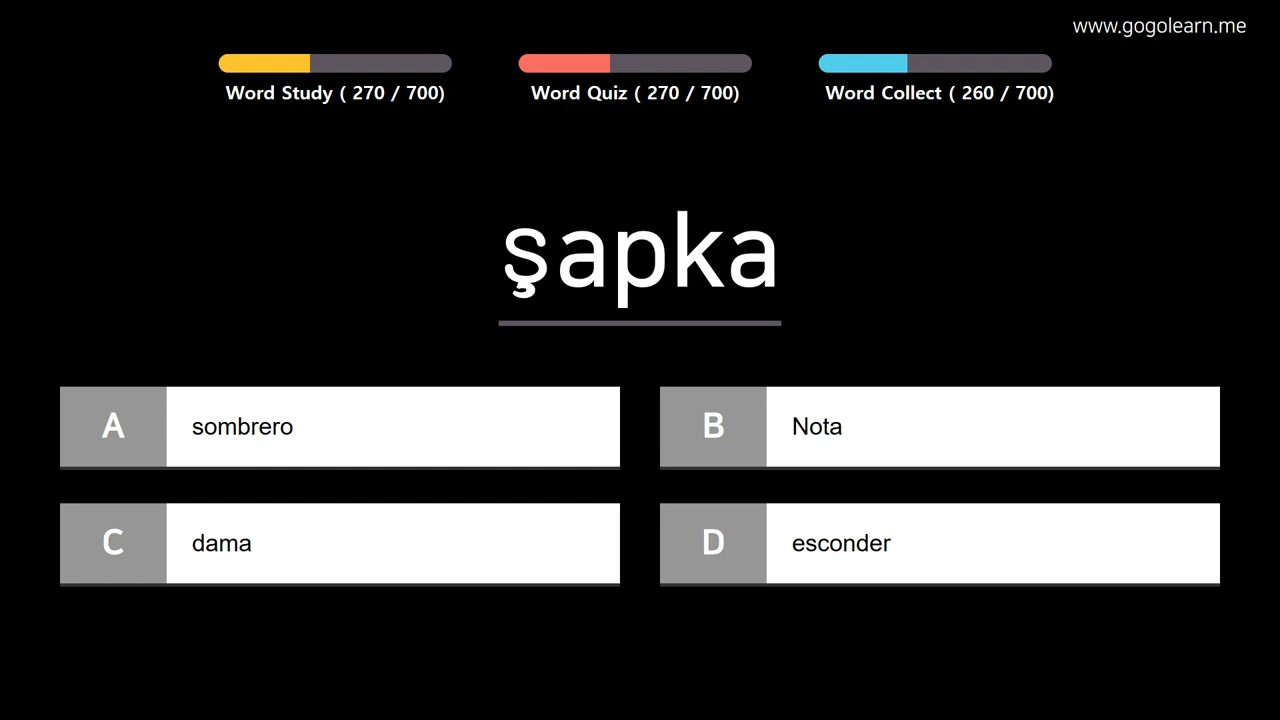 www.gogolearn.me
Word Study ( 270 / 700)
Word Quiz ( 270 / 700)
Word Collect ( 260 / 700)
şapka
A
sombrero
B
Nota
C
dama
D
esconder